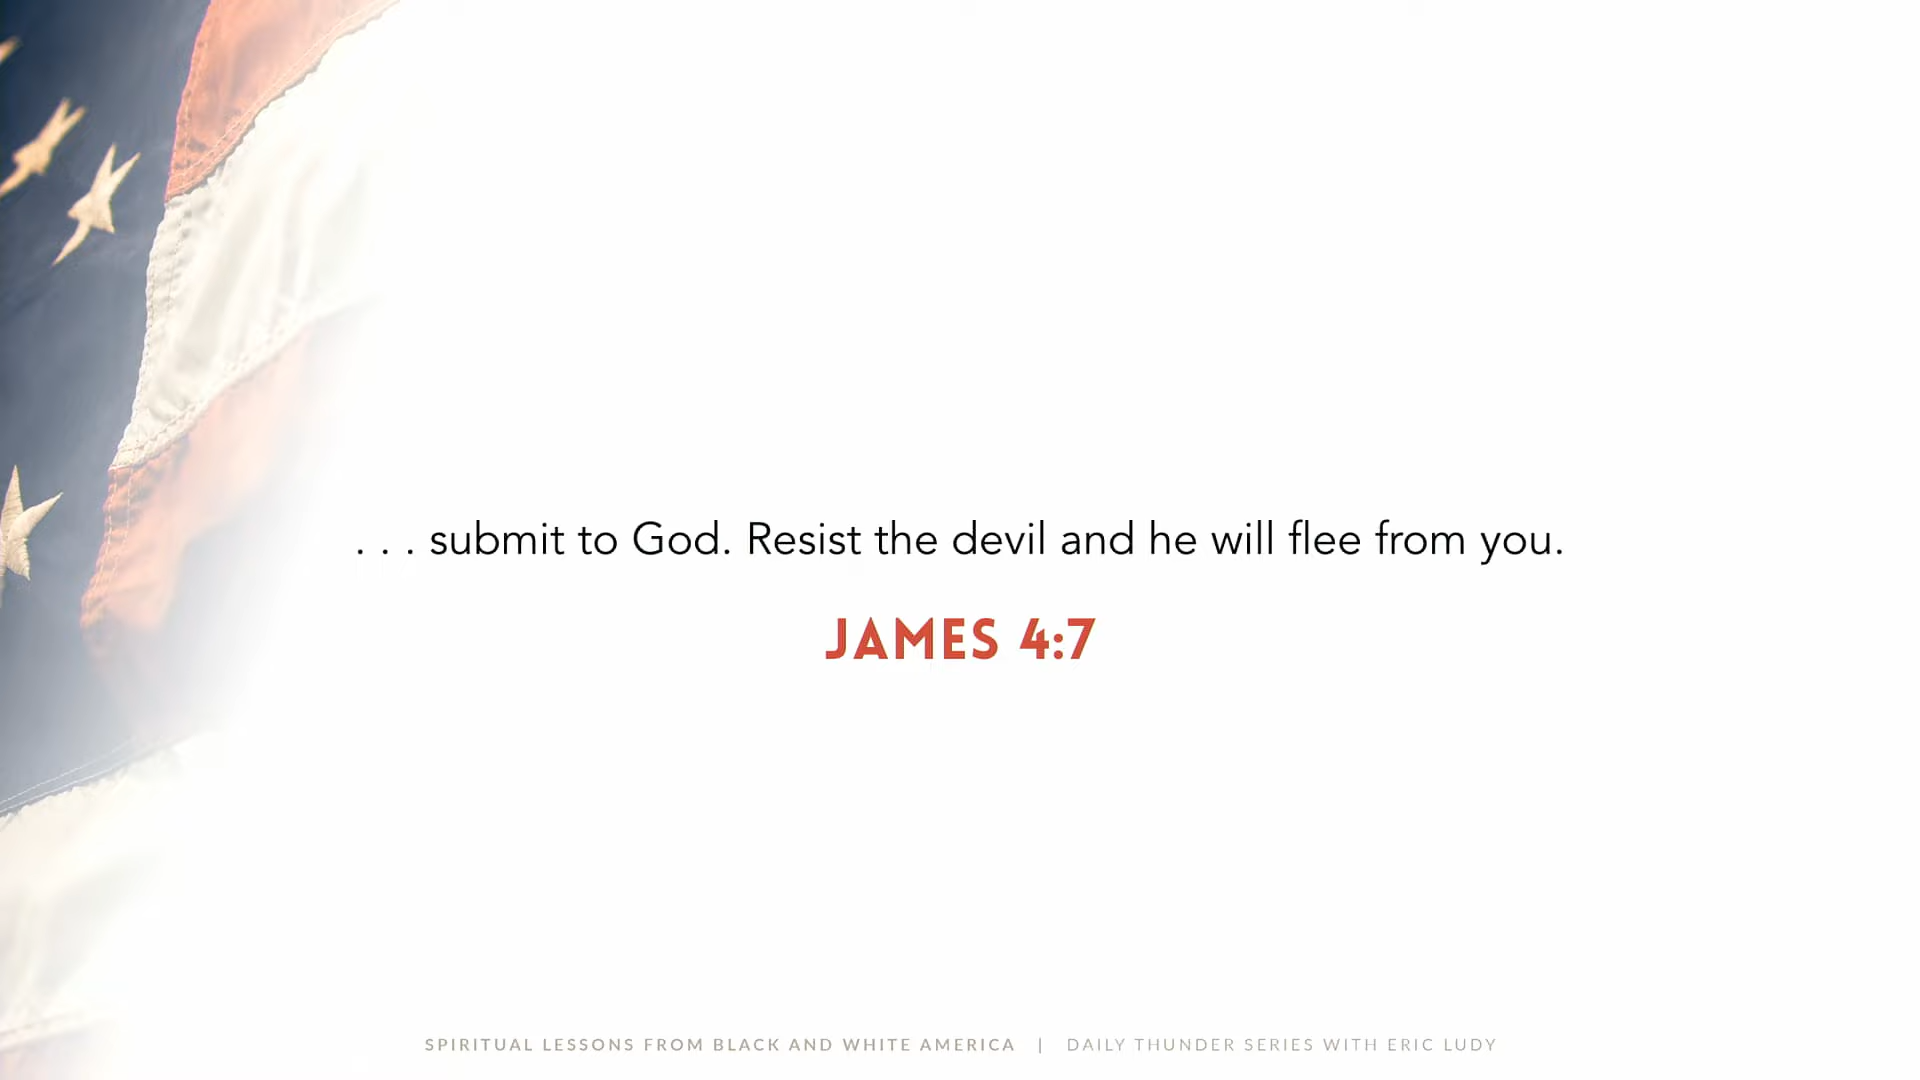 . . . submit to God. Resist the devil and he will flee from you.
JAMES 4:7
SPIRITUAL LESSONS FROM BLACK AND WHITE AMERICA | DAILY THUNDER SERIES WITH ERIC LUDY